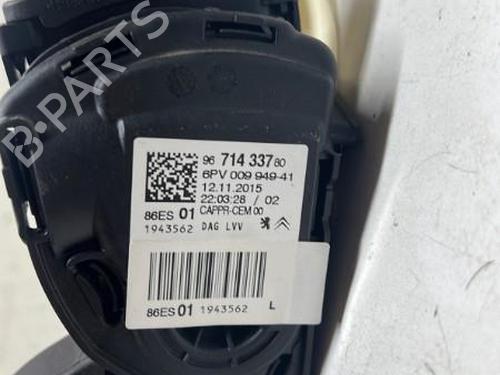 B-PARTS
96 714 337 80
6PV 009 949-41
12.11.2015
22:03:28 / 02
86ES 01 CAPPR-CEM 00
1943562 DAG LVV
86ES 01 1943562 L